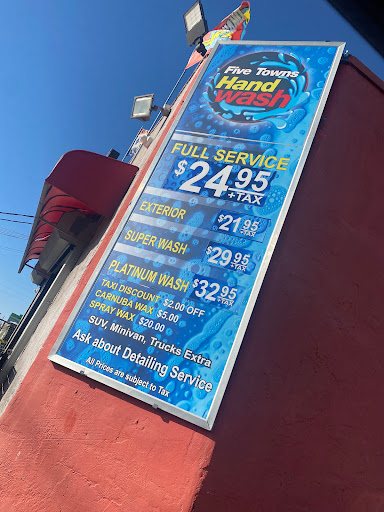 Five Towns
Hand
wash
FULL SERVICE
$24.95
+TAX
EXTERIOR $21.95
+TAX
SUPER WASH $29.95
+TAX
PLATINUM WASH $32.95
+TAX
TAXI DISCOUNT $2.00 OFF
CARNUBA WAX $5.00
SPRAY WAX $20.00
SUV, Minivan, Trucks Extra
Ask about Detailing Service
All Prices are subject to Tax